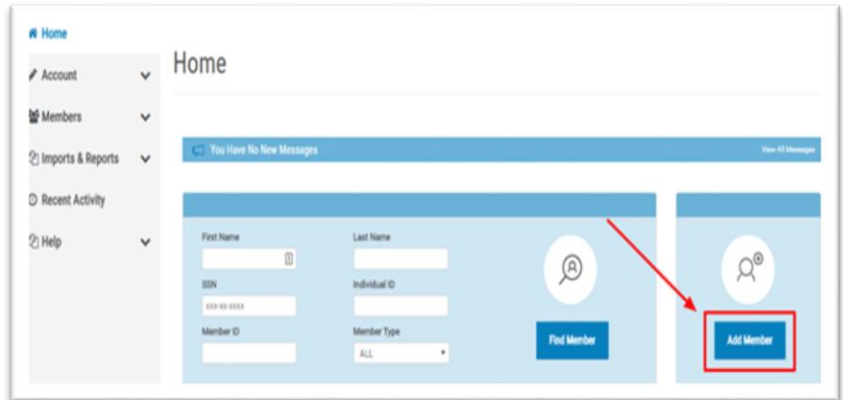 Home
Account
Members
Imports & Reports
Recent Activity
Help
Home
You Have No New Messages
View All Messages
First Name
Last Name
SSN
Individual ID
XXX-XX-XXXX
Member ID
Member Type
ALL
Find Member
Add Member